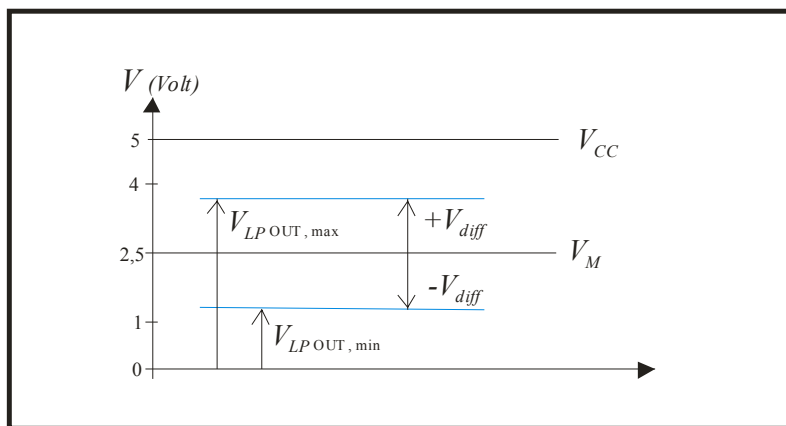 V (Volt)
5
V_CC
4
V_LP OUT, max
+V_diff
2,5
V_M
-V_diff
1
V_LP OUT, min
0